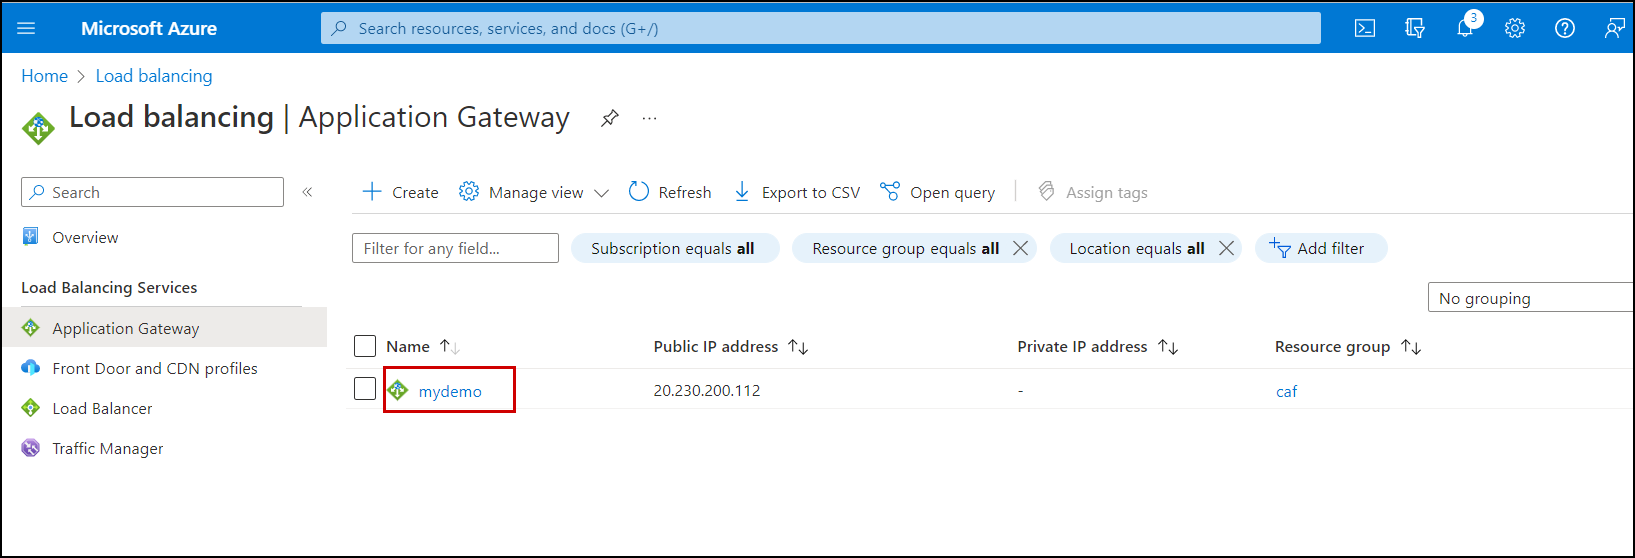 Microsoft Azure
Search resources, services, and docs (G+/)
3
Home > Load balancing
Load balancing | Application Gateway
...
Search
«
Create
Manage view
Refresh
Export to CSV
Open query
Assign tags
Overview
Filter for any field...
Subscription equals all
Resource group equals all
Location equals all
Add filter
Load Balancing Services
No grouping
Application Gateway
Front Door and CDN profiles
Load Balancer
Traffic Manager
Name Public IP address Private IP address Resource group
mydemo 20.230.200.112 - caf